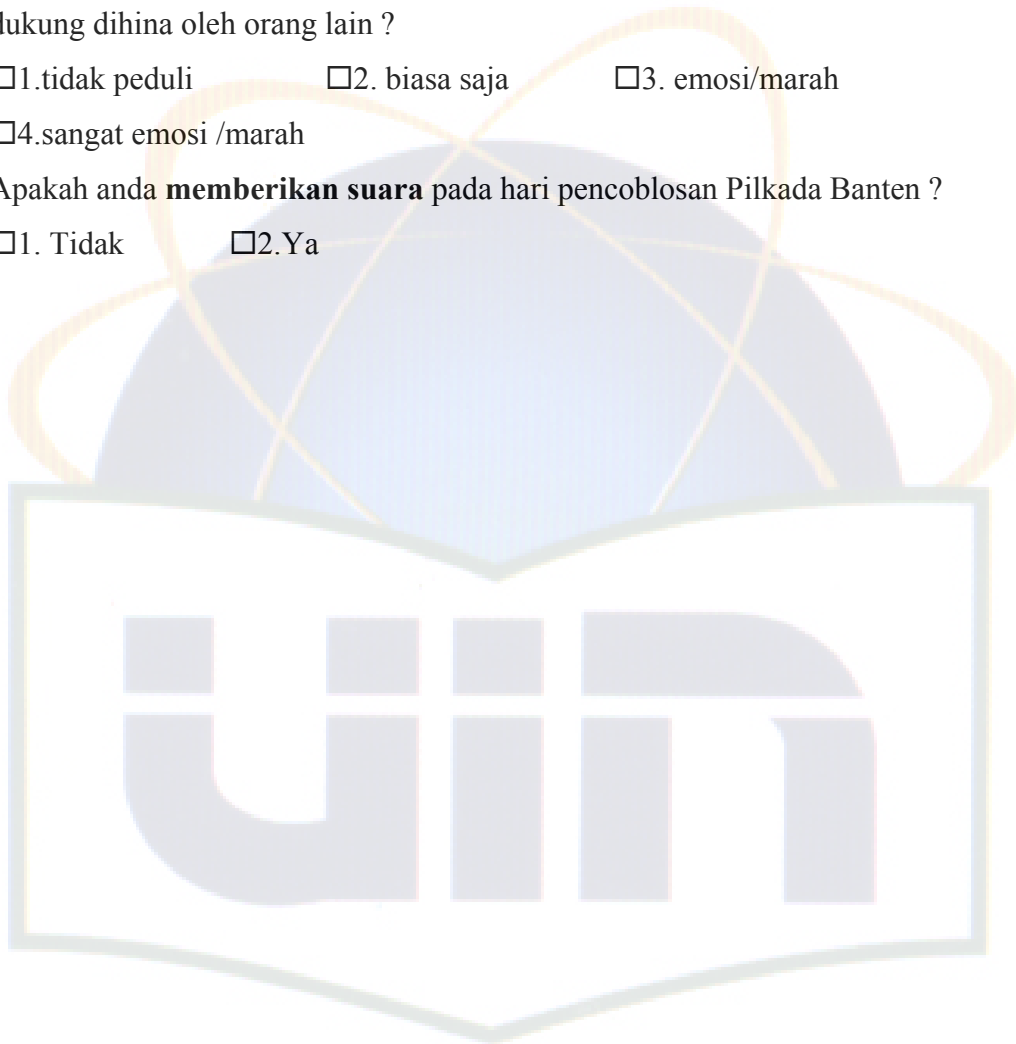 dukung dihina oleh orang lain ?
☐1.tidak peduli ☐2. biasa saja ☐3. emosi/marah
☐4.sangat emosi /marah
Apakah anda memberikan suara pada hari pencoblosan Pilkada Banten ?
☐1. Tidak ☐2.Ya
uin